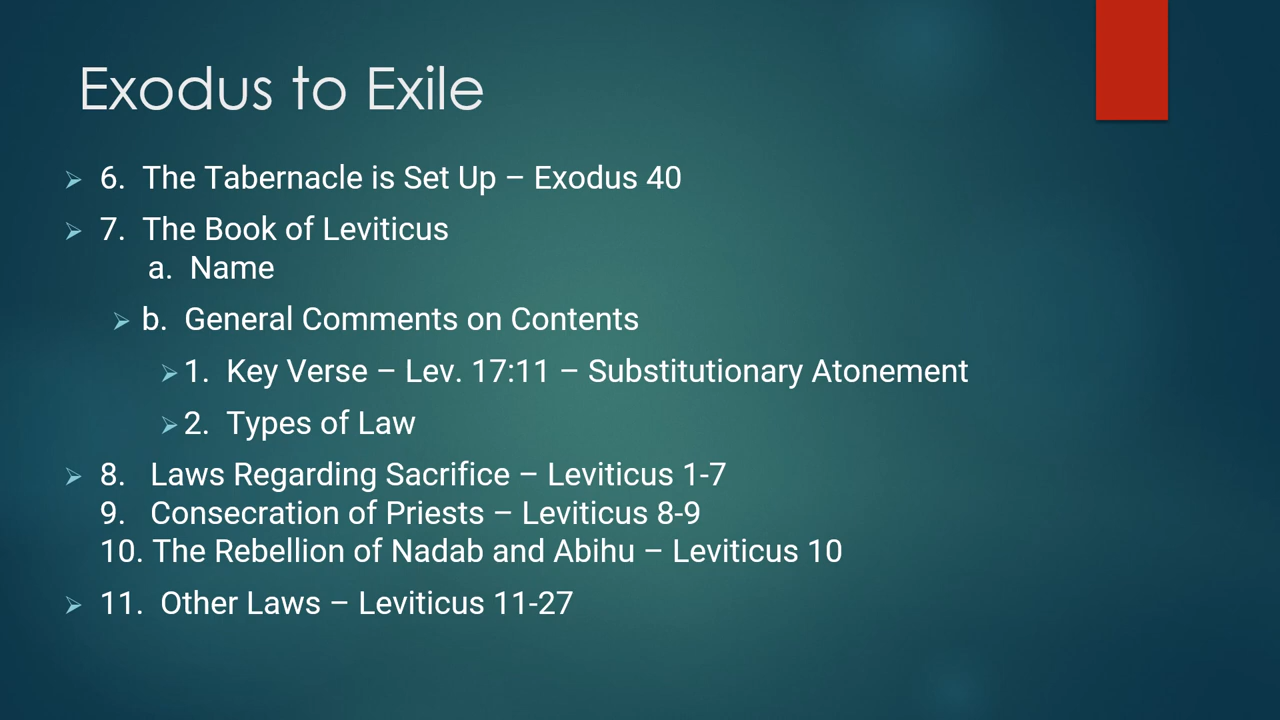 Exodus to Exile
6. The Tabernacle is Set Up – Exodus 40
7. The Book of Leviticus
a. Name
b. General Comments on Contents
1. Key Verse – Lev. 17:11 – Substitutionary Atonement
2. Types of Law
8. Laws Regarding Sacrifice – Leviticus 1-7
9. Consecration of Priests – Leviticus 8-9
10. The Rebellion of Nadab and Abihu – Leviticus 10
11. Other Laws – Leviticus 11-27